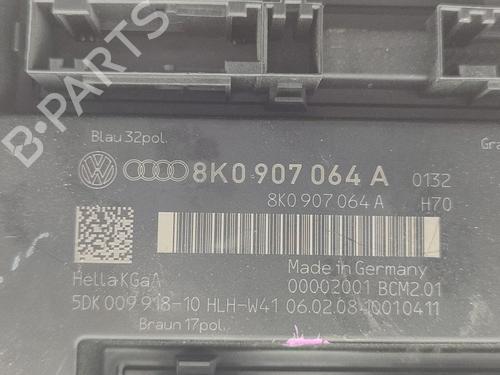 B-PARTS
Blau 32pol.
Gra
8K0 907 064 A 0132
8K0 907 064 A H70
Made in Germany
Hella KGaA 00002001 BCM2.01
5DK 009 918-10 HLH-W41 06.02.08 10010411
Braun 17pol.